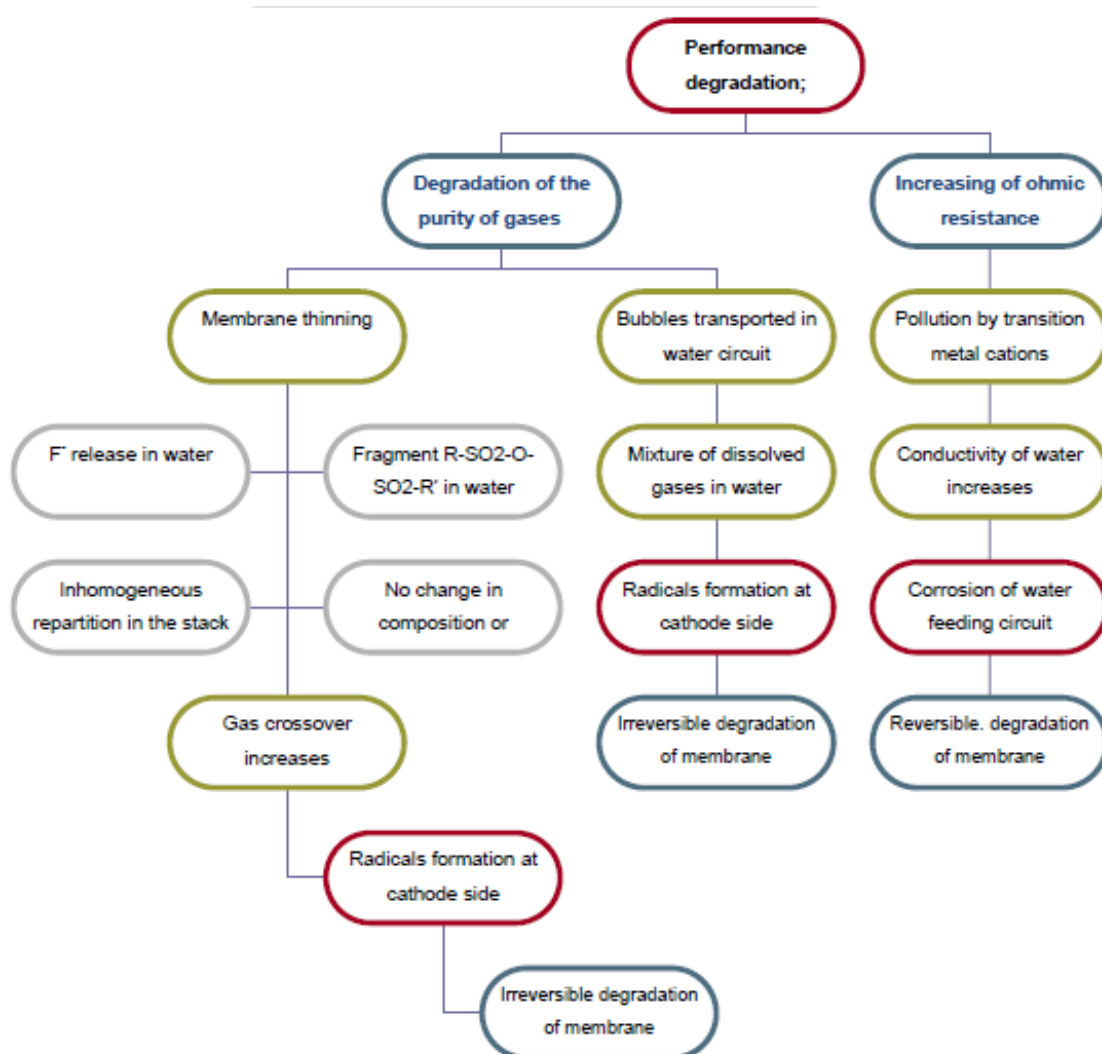 Performance
degradation;
Degradation of the
purity of gases
Increasing of ohmic
resistance
Membrane thinning
Bubbles transported in
water circuit
Pollution by transition
metal cations
F- release in water
Fragment R-SO2-O-
SO2-R' in water
Mixture of dissolved
gases in water
Conductivity of water
increases
Inhomogeneous
repartition in the stack
No change in
composition or
Radicals formation at
cathode side
Corrosion of water
feeding circuit
Gas crossover
increases
Irreversible degradation
of membrane
Reversible. degradation
of membrane
Radicals formation at
cathode side
Irreversible degradation
of membrane